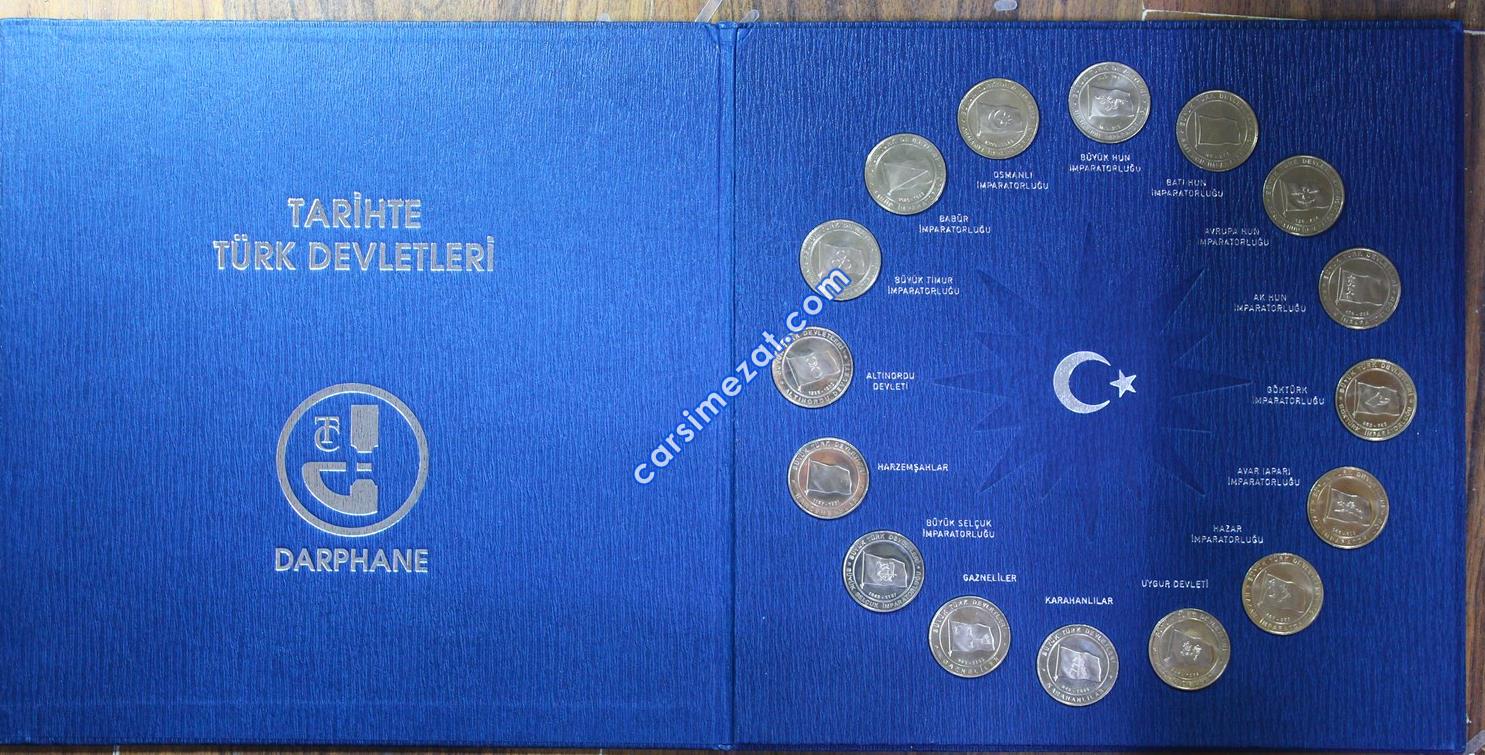 TARİHTE
TÜRK DEVLETLERİ
TC
DARPHANE
BÜYÜK HUN
İMPARATORLUĞU
BATI HUN
İMPARATORLUĞU
AVRUPA HUN
İMPARATORLUĞU
AK HUN
İMPARATORLUĞU
GÖKTÜRK
İMPARATORLUĞU
AVAR (APAR)
İMPARATORLUĞU
HAZAR
İMPARATORLUĞU
UYGUR DEVLETİ
KARAHANLILAR
GAZNELİLER
BÜYÜK SELÇUK
İMPARATORLUĞU
HARZEMŞAHLAR
ALTINORDU
DEVLETİ
BÜYÜK TİMUR
İMPARATORLUĞU
BABÜR
İMPARATORLUĞU
OSMANLI
İMPARATORLUĞU
carsimezat.com